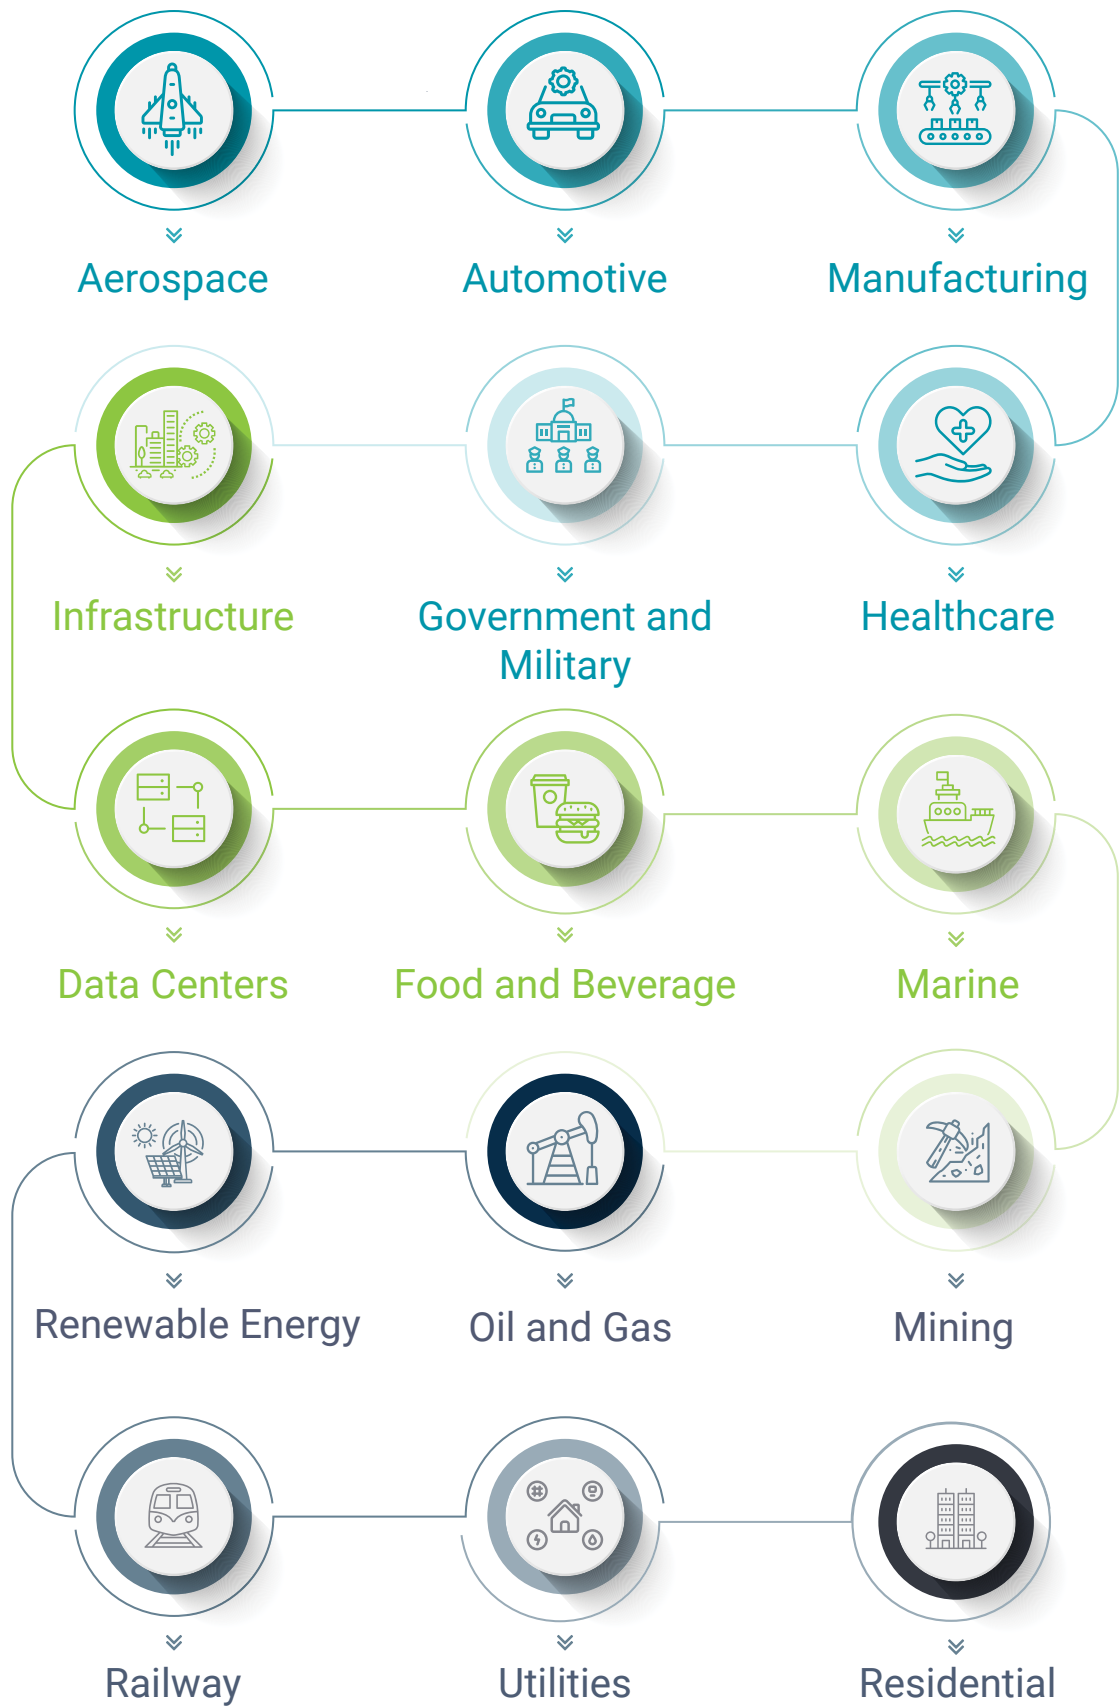 Aerospace
Automotive
Manufacturing
Infrastructure
Government and
Military
Healthcare
Data Centers
Food and Beverage
Marine
Renewable Energy
Oil and Gas
Mining
Railway
Utilities
Residential